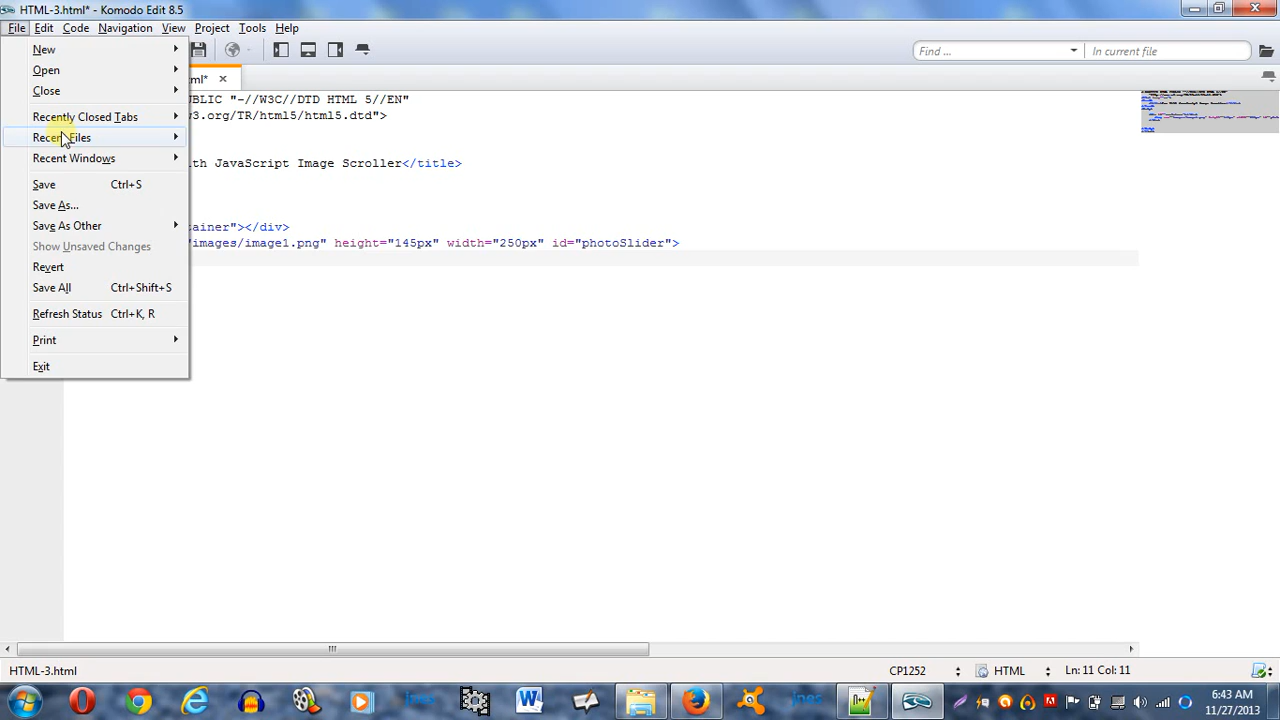 HTML-3.html* - Komodo Edit 8.5
File Edit Code Navigation View Project Tools Help
New
Open
Close
Recently Closed Tabs
Recent Files
Recent Windows
Save Ctrl+S
Save As...
Save As Other
Show Unsaved Changes
Revert
Save All Ctrl+Shift+S
Refresh Status Ctrl+K, R
Print
Exit
Find ... In current file
ml*
PUBLIC "-//W3C//DTD HTML 5//EN"
w3.org/TR/html5/html5.dtd">
th JavaScript Image Scroller</title>
tainer"></div>
"images/image1.png" height="145px" width="250px" id="photoSlider">
HTML-3.html CP1252 HTML Ln: 11 Col: 11
6:43 AM
11/27/2013